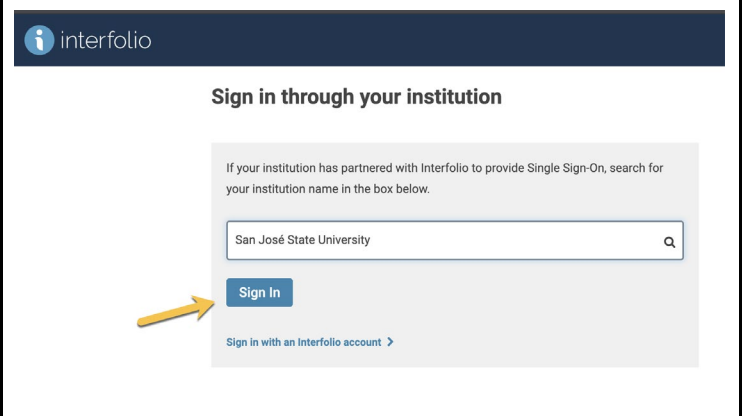 interfolio
Sign in through your institution
If your institution has partnered with Interfolio to provide Single Sign-On, search for
your institution name in the box below.
San José State University
Sign In
Sign in with an Interfolio account